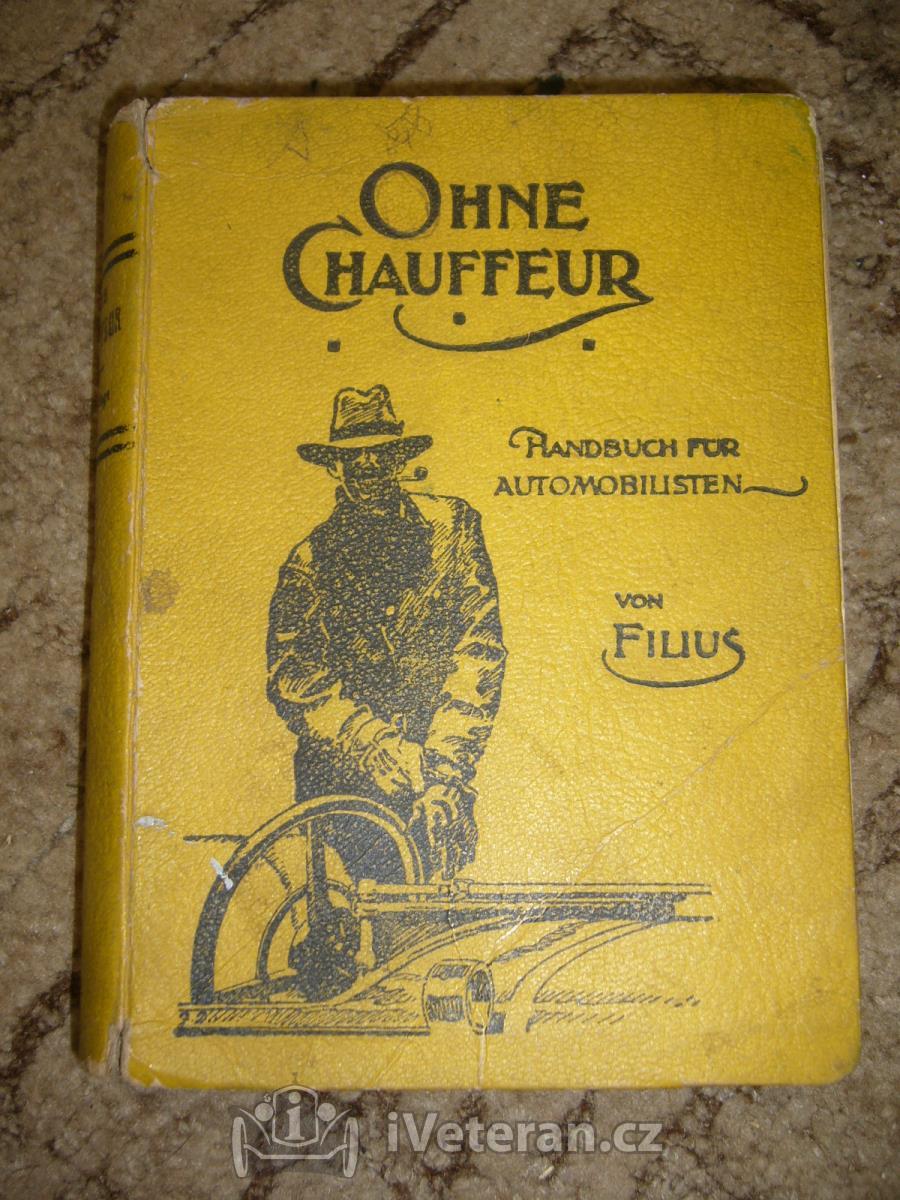 OHNE
CHAUFFEUR
HANDBUCH FÜR
AUTOMOBILISTEN
VON
FILIUS
iVeteran.cz